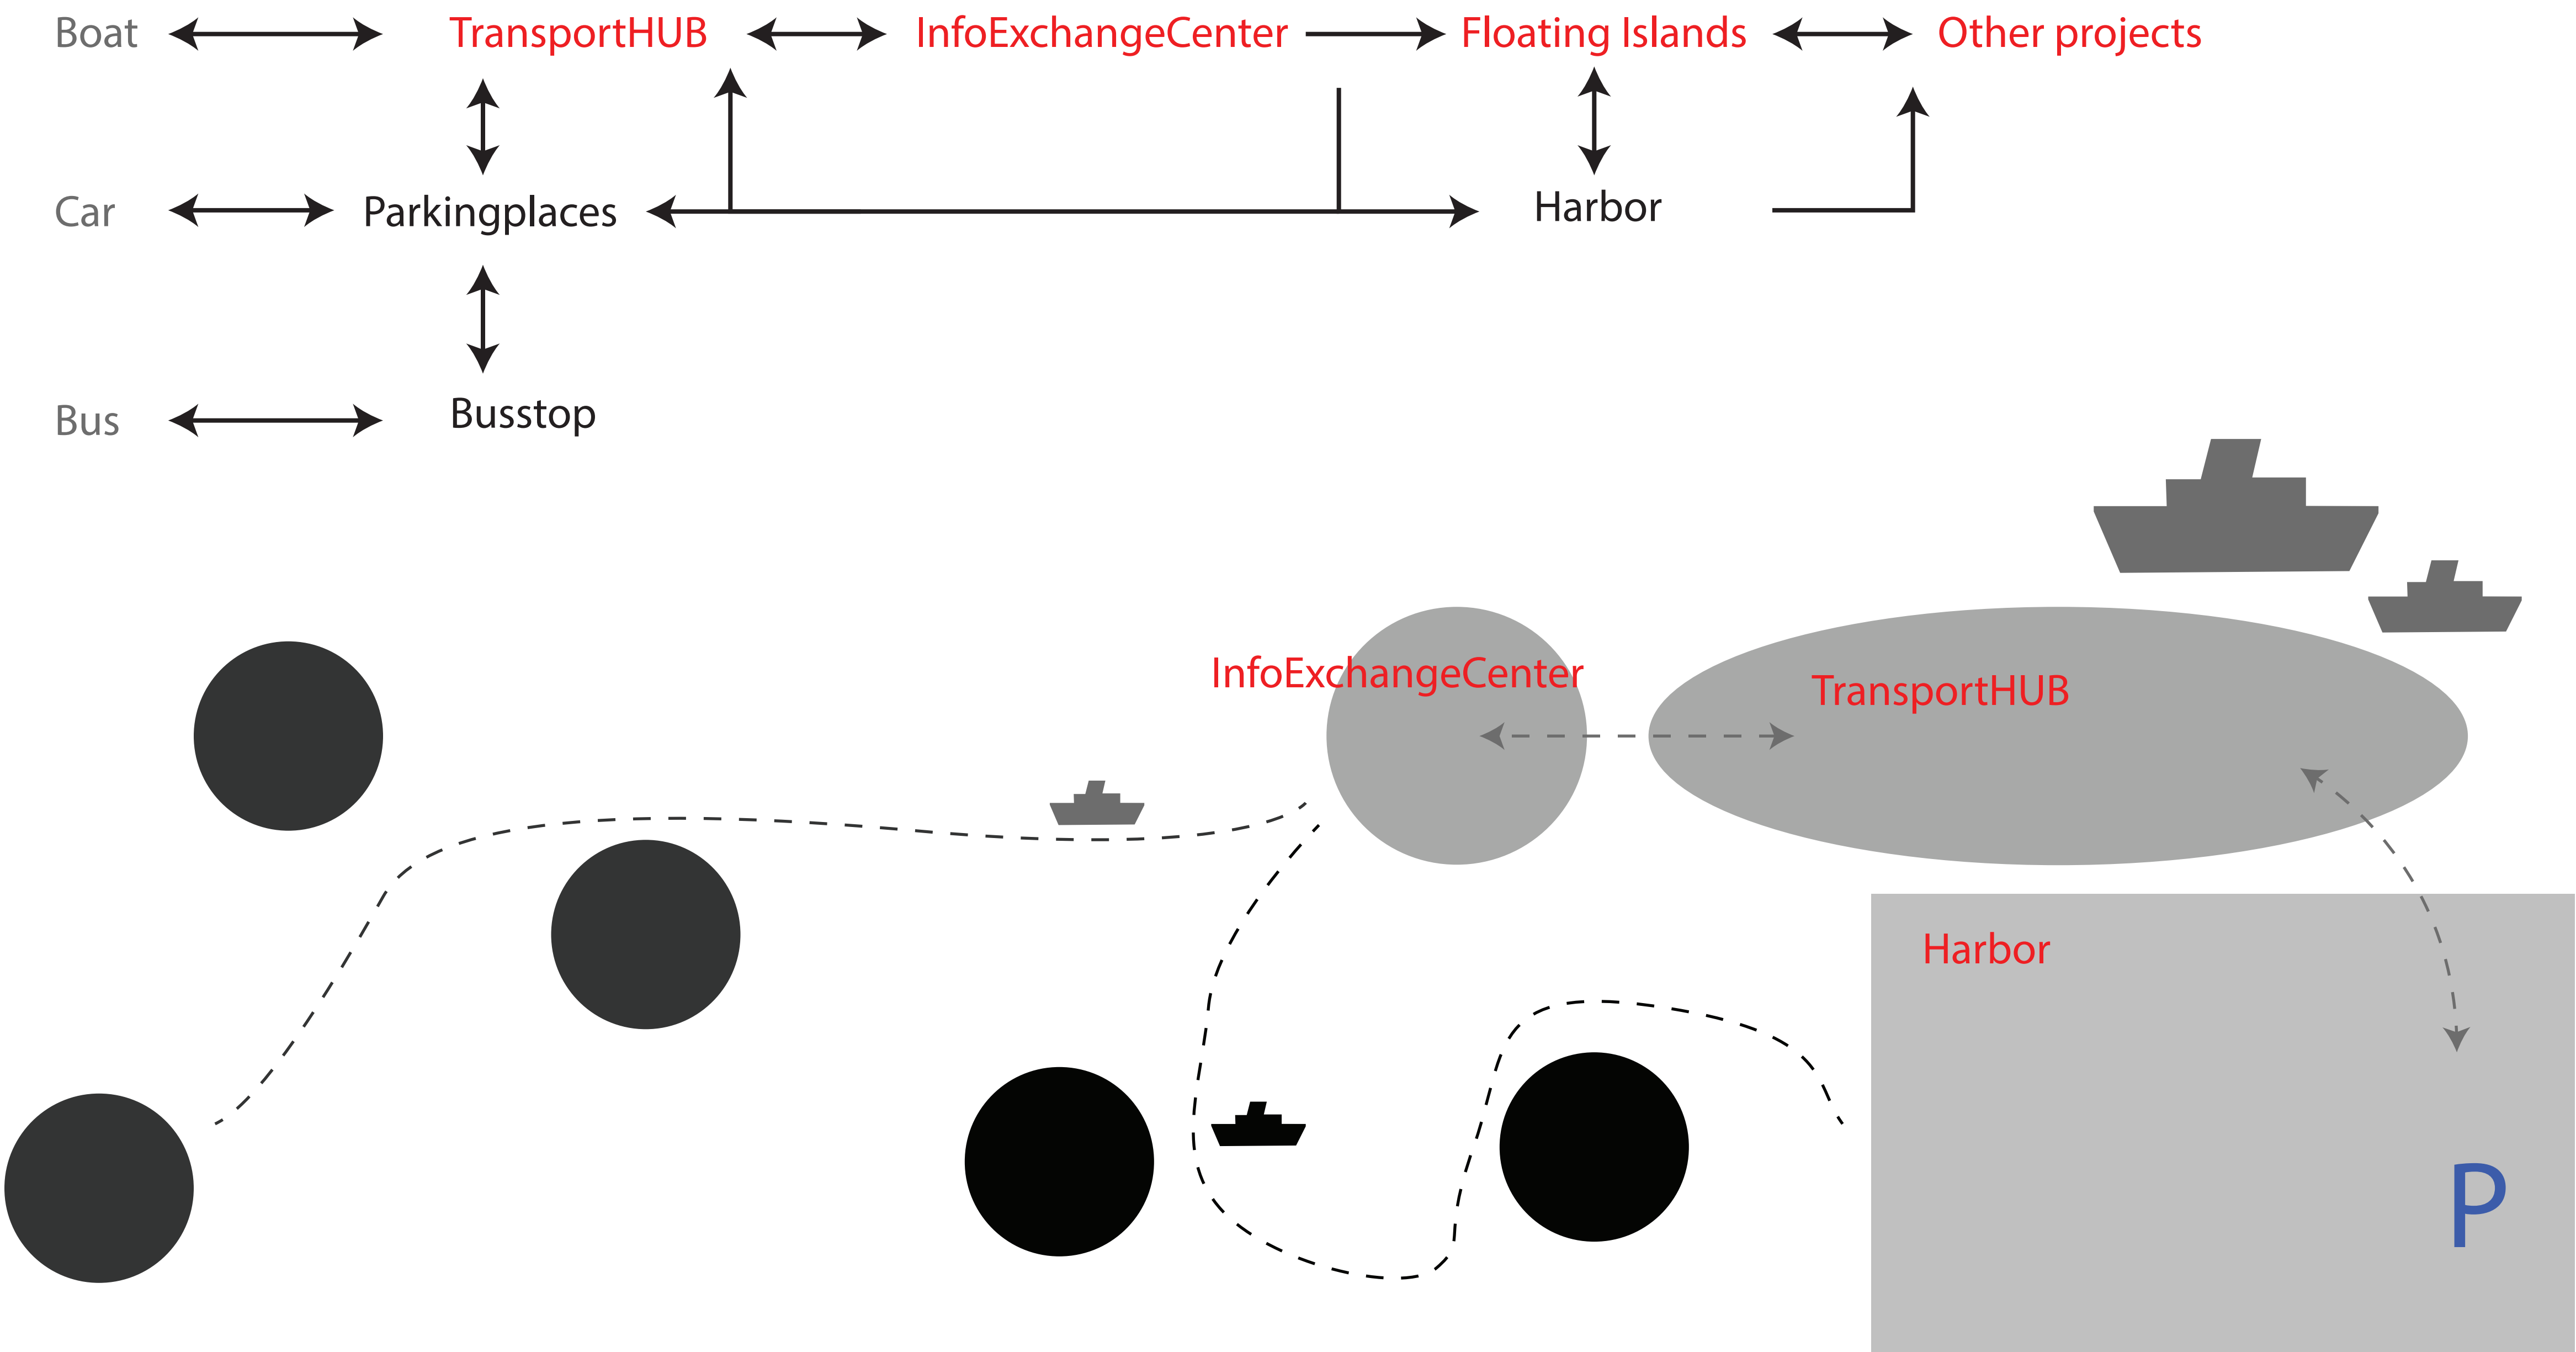 Boat TransportHUB InfoExchangeCenter Floating Islands Other projects
Car Parkingplaces Harbor
Bus Busstop
InfoExchangeCenter TransportHUB
Harbor
P